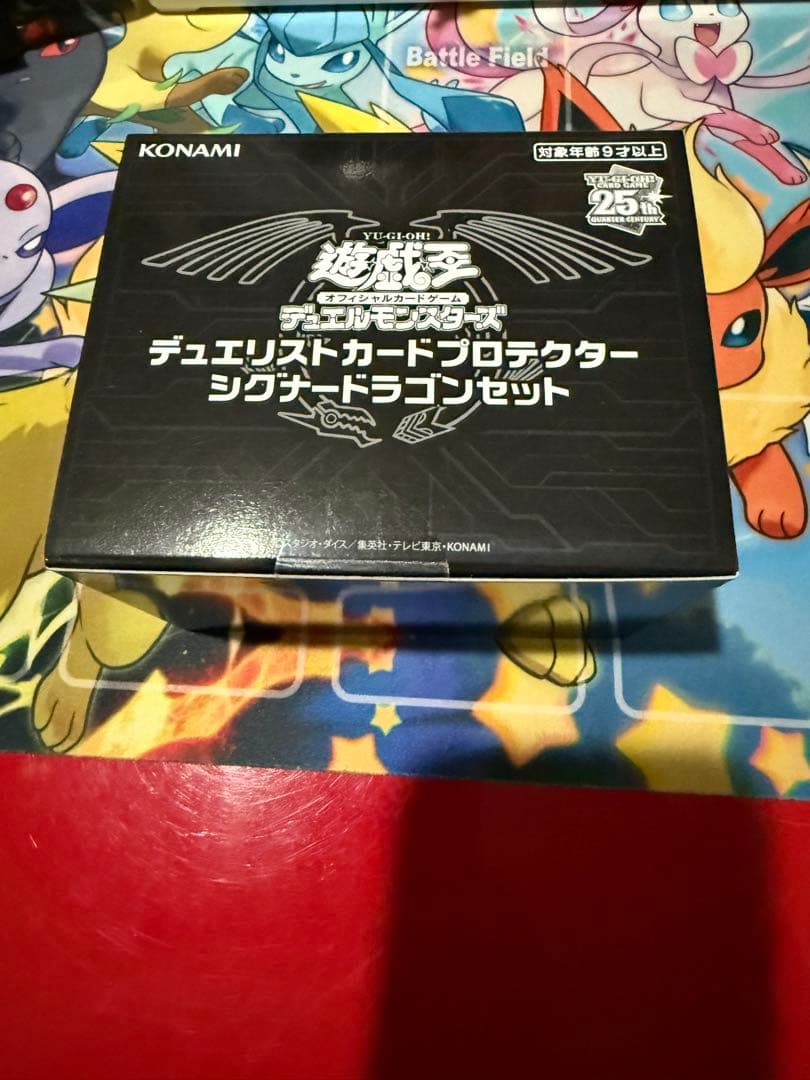 Battle Field
KONAMI
対象年齢9才以上
YU-GI-OH!
CARD GAME
25th
QUARTER CENTURY
YU-GI-OH!
遊戯王
オフィシャルカードゲーム
デュエルモンスターズ
デュエリストカードプロテクター
シグナードラゴンセット
スタジオ・ダイス/集英社・テレビ東京・KONAMI